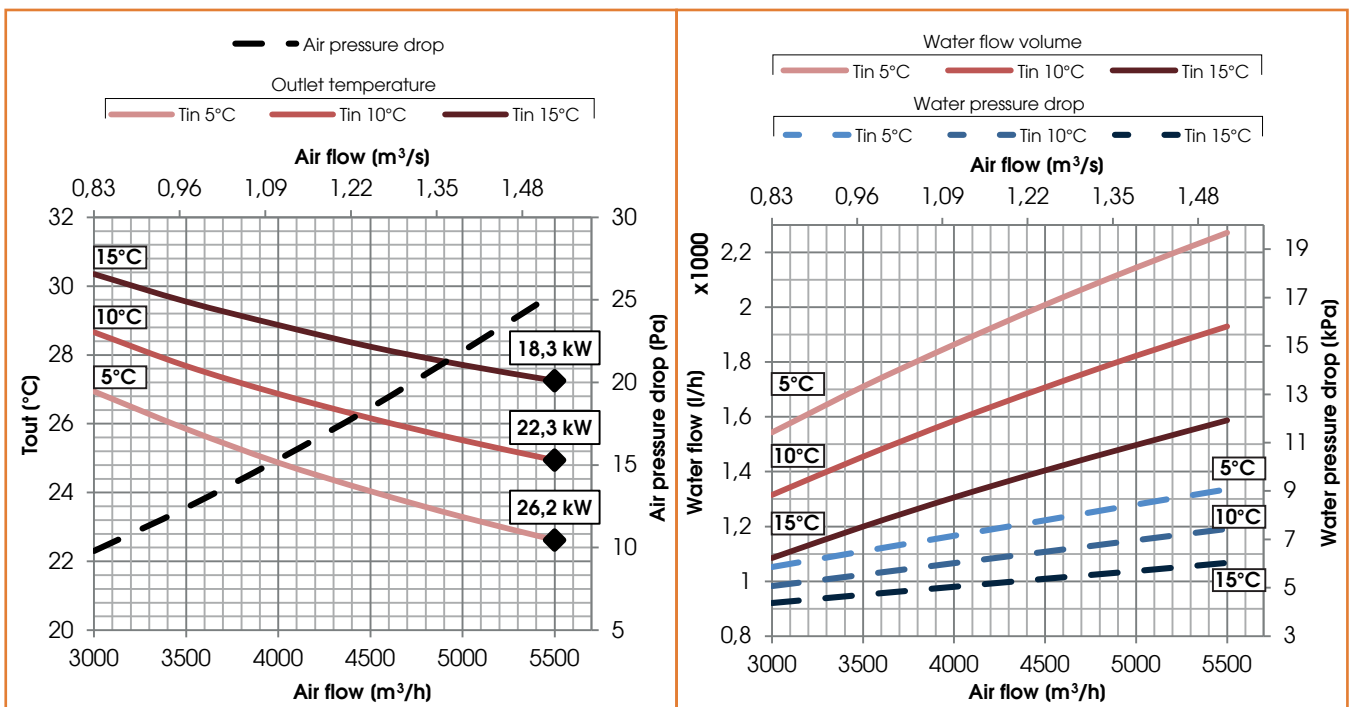 Air pressure drop
Outlet temperature
Tin 5°C Tin 10°C Tin 15°C
Air flow (m³/s)
0,83 0,96 1,09 1,22 1,35 1,48
32
30
28
26
24
22
20
Tout (°C)
15°C
10°C
5°C
18,3 kW
22,3 kW
26,2 kW
30
25
20
15
10
5
Air pressure drop (Pa)
3000 3500 4000 4500 5000 5500
Air flow (m³/h)
Water flow volume
Tin 5°C Tin 10°C Tin 15°C
Water pressure drop
Tin 5°C Tin 10°C Tin 15°C
Air flow (m³/s)
0,83 0,96 1,09 1,22 1,35 1,48
x1000
Water flow (l/h)
2,2
2
1,8
1,6
1,4
1,2
1
0,8
5°C
10°C
15°C
5°C
10°C
15°C
19
17
15
13
11
9
7
5
3
Water pressure drop (kPa)
3000 3500 4000 4500 5000 5500
Air flow (m³/h)